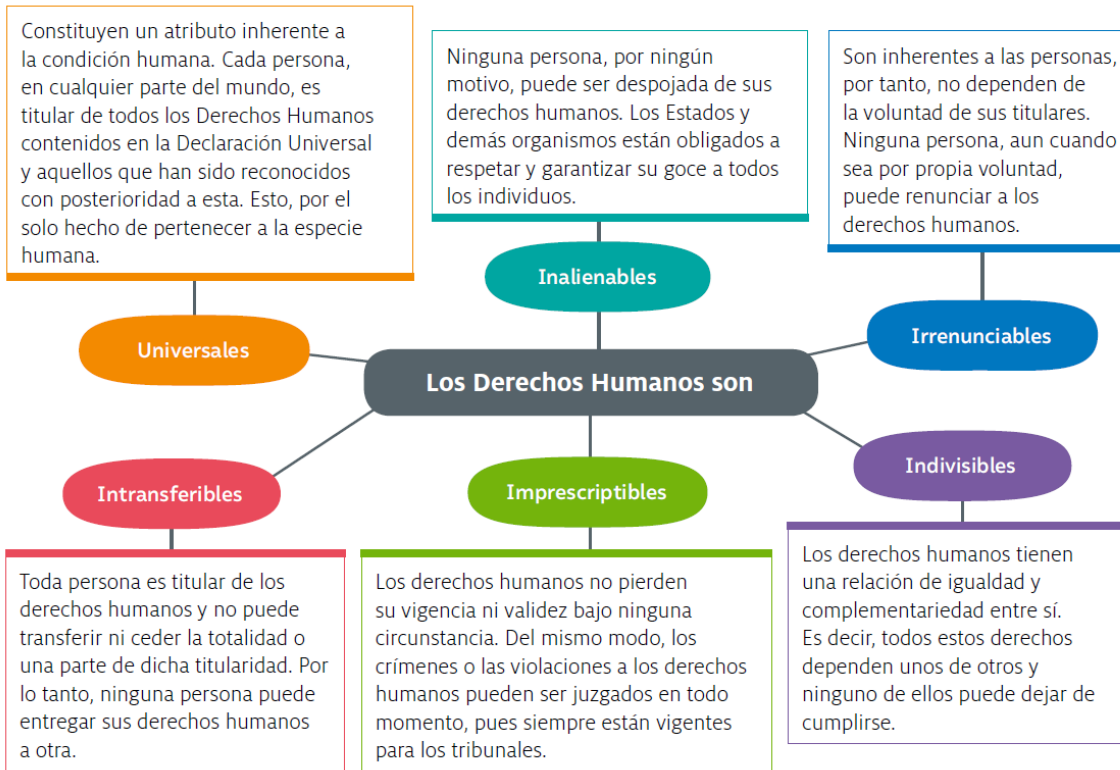 Constituyen un atributo inherente a
la condición humana. Cada persona,
en cualquier parte del mundo, es
titular de todos los Derechos Humanos
contenidos en la Declaración Universal
y aquellos que han sido reconocidos
con posterioridad a esta. Esto, por el
solo hecho de pertenecer a la especie
humana.
Universales
Ninguna persona, por ningún
motivo, puede ser despojada de sus
derechos humanos. Los Estados y
demás organismos están obligados a
respetar y garantizar su goce a todos
los individuos.
Inalienables
Son inherentes a las personas,
por tanto, no dependen de
la voluntad de sus titulares.
Ninguna persona, aun cuando
sea por propia voluntad,
puede renunciar a los
derechos humanos.
Irrenunciables
Los Derechos Humanos son
Intransferibles
Toda persona es titular de los
derechos humanos y no puede
transferir ni ceder la totalidad o
una parte de dicha titularidad. Por
lo tanto, ninguna persona puede
entregar sus derechos humanos
a otra.
Imprescriptibles
Los derechos humanos no pierden
su vigencia ni validez bajo ninguna
circunstancia. Del mismo modo, los
crímenes o las violaciones a los derechos
humanos pueden ser juzgados en todo
momento, pues siempre están vigentes
para los tribunales.
Indivisibles
Los derechos humanos tienen
una relación de igualdad y
complementariedad entre sí.
Es decir, todos estos derechos
dependen unos de otros y
ninguno de ellos puede dejar de
cumplirse.